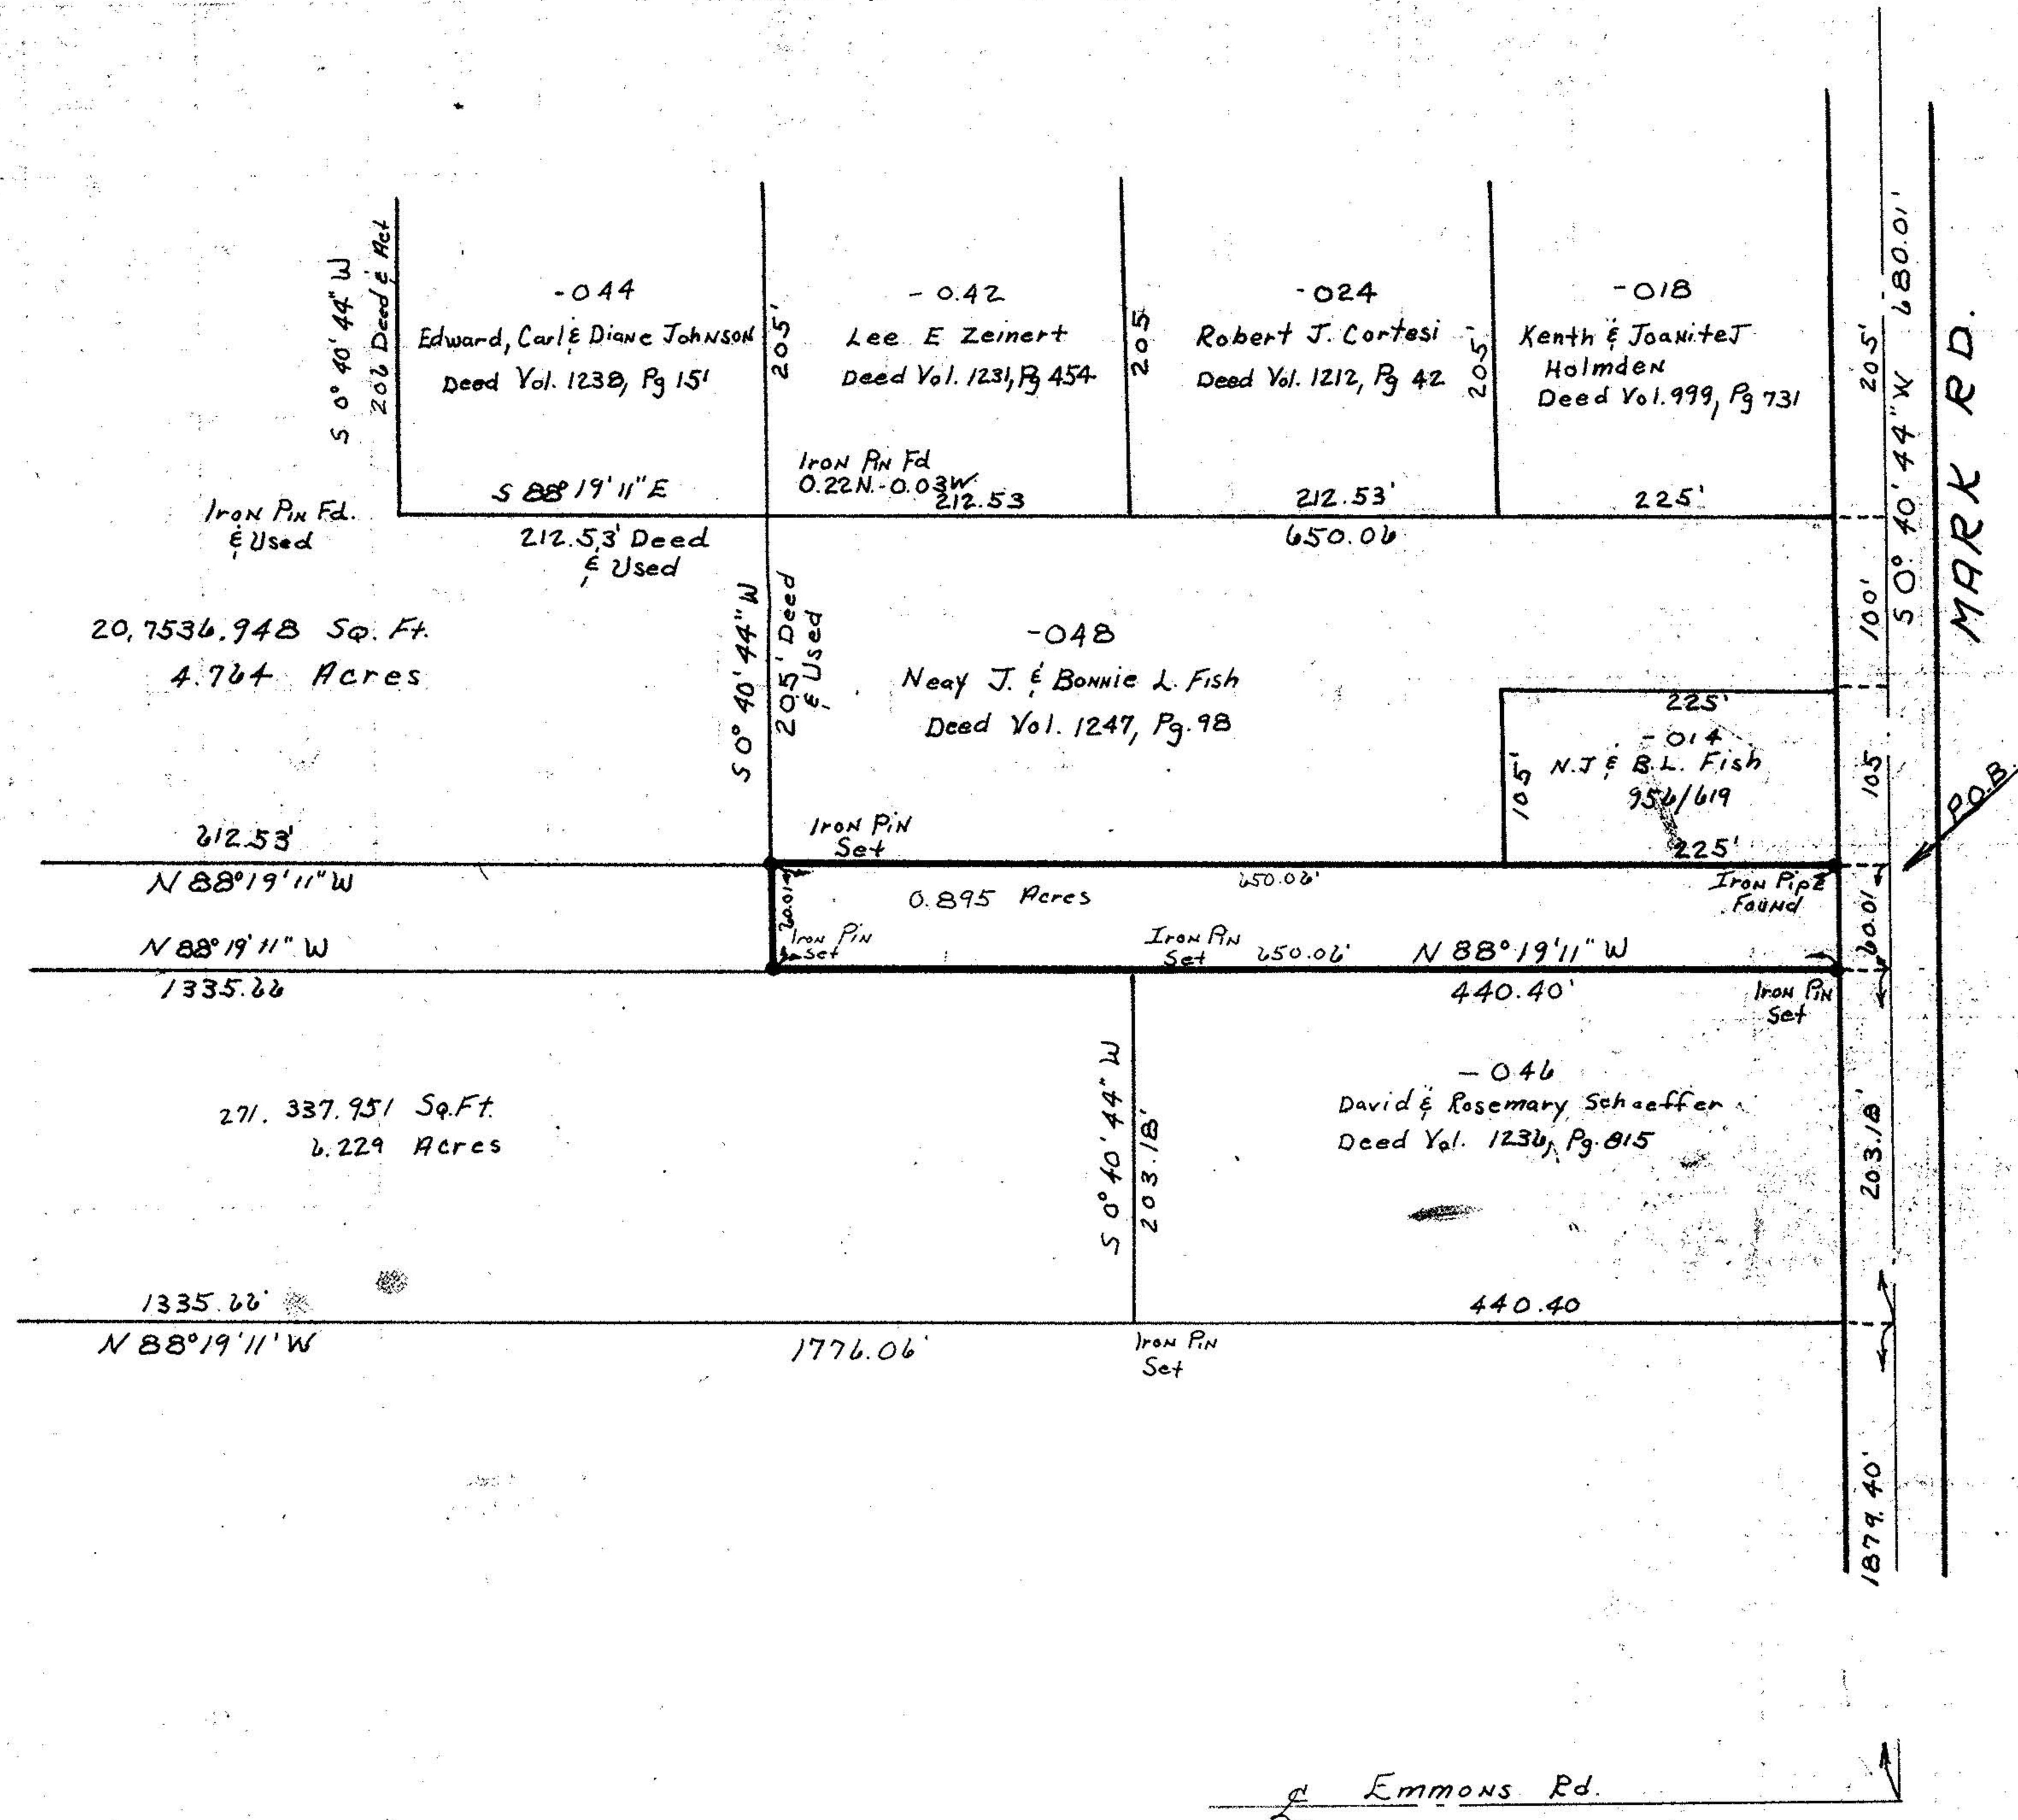 S 0° 40' 44" W
206 Deed & Act
-044
Edward, Carl & Diane Johnson
Deed Vol. 1238, Pg 151
205'
- 0.42
Lee E Zeinert
Deed Vol. 1231, Pg 454
205
-024
Robert J. Cortesi
Deed Vol. 1212, Pg 42
205'
-018
Kenth & Joanite J
Holmden
Deed Vol. 999, Pg 731
205'
S 0° 40' 44" W 680.01'
MARK RD.
Iron Pin Fd.
& Used
S 88° 19' 11" E
212.53' Deed
& Used
Iron Pin Fd
0.22N.-0.03W.
212.53
212.53'
225'
650.06
100'
20,7536.948 Sq. Ft.
4.764 Acres
S 0° 40' 44" W
205' Deed
& Used
-048
Neay J. & Bonnie L. Fish
Deed Vol. 1247, Pg. 98
225'
-014
N.J & B.L. Fish
956/619
105'
225'
105
P.O.B.
612.53'
N 88° 19' 11" W
Iron Pin
Set
650.06'
Iron Pipe
Found
60.01
0.895 Acres
60.01
N 88° 19' 11" W
1335.66
Iron Pin
Set
Iron Pin
Set
650.06'
N 88° 19' 11" W
440.40'
Iron Pin
Set
271. 337.951 Sq.Ft.
6.229 Acres
S 0° 40' 44" W
203.18'
-046
David & Rosemary Schaeffer
Deed Vol. 1236, Pg. 815
203.18'
1335.66'
N 88° 19' 11' W
1776.06'
Iron Pin
Set
440.40
1879.40'
℄ Emmons Rd.